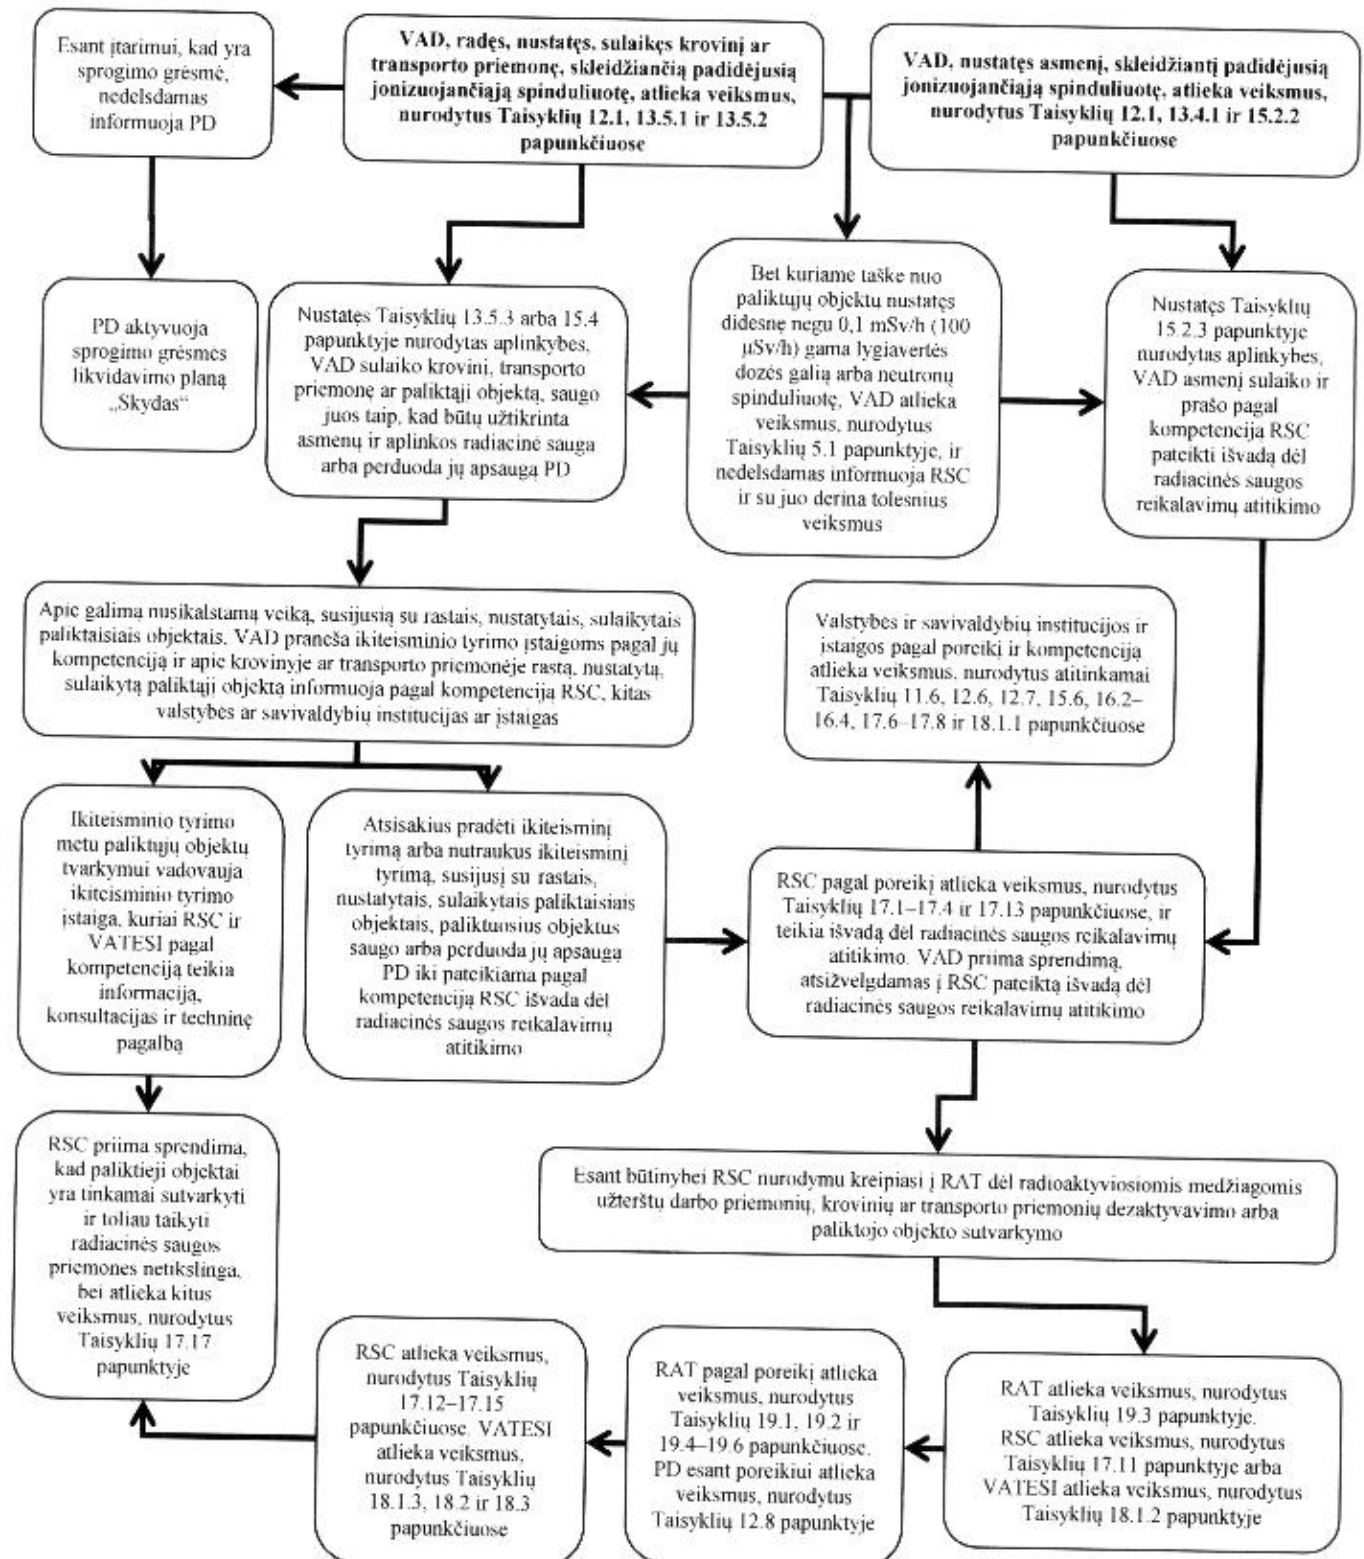 Esant įtarimui, kad yra
sprogimo grėsmė,
nedelsdamas
informuoja PD
VAD, radęs, nustatęs, sulaikęs krovinį ar
transporto priemonę, skleidžiančią padidėjusią
jonizuojančiąją spinduliuotę, atlieka veiksmus,
nurodytus Taisyklių 12.1, 13.5.1 ir 13.5.2
papunkčiuose
VAD, nustatęs asmenį, skleidžiantį padidėjusią
jonizuojančiąją spinduliuotę, atlieka veiksmus,
nurodytus Taisyklių 12.1, 13.4.1 ir 15.2.2
papunkčiuose
PD aktyvuoja
sprogimo grėsmės
likvidavimo planą
„Skydas“
Nustatęs Taisyklių 13.5.3 arba 15.4
papunktyje nurodytas aplinkybes,
VAD sulaiko krovinį, transporto
priemonę ar paliktąjį objektą, saugo
juos taip, kad būtų užtikrinta
asmenų ir aplinkos radiacinė sauga
arba perduoda jų apsaugą PD
Bet kuriame taške nuo
paliktųjų objektų nustatęs
didesnę negu 0,1 mSv/h (100
µSv/h) gama lygiavertės
dozės galią arba neutronų
spinduliuotę, VAD atlieka
veiksmus, nurodytus
Taisyklių 5.1 papunktyje, ir
nedelsdamas informuoja RSC
ir su juo derina tolesnius
veiksmus
Nustatęs Taisyklių
15.2.3 papunktyje
nurodytas aplinkybes,
VAD asmenį sulaiko ir
prašo pagal
kompetenciją RSC
pateikti išvadą dėl
radiacinės saugos
reikalavimų atitikimo
Apie galimą nusikalstamą veiką, susijusią su rastais, nustatytais, sulaikytais
paliktaisiais objektais. VAD praneša ikiteisminio tyrimo įstaigoms pagal jų
kompetenciją ir apie krovinyje ar transporto priemonėje rastą, nustatytą,
sulaikytą paliktąjį objektą informuoja pagal kompetenciją RSC, kitas
valstybės ar savivaldybių institucijas ar įstaigas
Valstybės ir savivaldybių institucijos ir
įstaigos pagal poreikį ir kompetenciją
atlieka veiksmus, nurodytus atitinkamai
Taisyklių 11.6, 12.6, 12.7, 15.6, 16.2–
16.4, 17.6–17.8 ir 18.1.1 papunkčiuose
Ikiteisminio tyrimo
metu paliktųjų objektų
tvarkymui vadovauja
ikiteisminio tyrimo
įstaiga, kuriai RSC ir
VATESI pagal
kompetenciją teikia
informaciją,
konsultacijas ir techninę
pagalbą
Atsisakius pradėti ikiteisminį
tyrimą arba nutraukus ikiteisminį
tyrimą, susijusį su rastais,
nustatytais, sulaikytais paliktaisiais
objektais, paliktuosius objektus
saugo arba perduoda jų apsaugą
PD iki pateikiama pagal
kompetenciją RSC išvada dėl
radiacinės saugos reikalavimų
atitikimo
RSC pagal poreikį atlieka veiksmus, nurodytus
Taisyklių 17.1–17.4 ir 17.13 papunkčiuose, ir
teikia išvadą dėl radiacinės saugos reikalavimų
atitikimo. VAD priima sprendimą,
atsižvelgdamas į RSC pateiktą išvadą dėl
radiacinės saugos reikalavimų atitikimo
RSC priima sprendimą,
kad paliktieji objektai
yra tinkamai sutvarkyti
ir toliau taikyti
radiacinės saugos
priemones netikslinga,
bei atlieka kitus
veiksmus, nurodytus
Taisyklių 17.17
papunktyje
Esant būtinybei RSC nurodymu kreipiasi į RAT dėl radioaktyviosiomis medžiagomis
užterštų darbo priemonių, krovinių ar transporto priemonių dezaktyvavimo arba
paliktojo objekto sutvarkymo
RSC atlieka veiksmus,
nurodytus Taisyklių
17.12–17.15
papunkčiuose. VATESI
atlieka veiksmus,
nurodytus Taisyklių
18.1.3, 18.2 ir 18.3
papunkčiuose
RAT pagal poreikį atlieka
veiksmus, nurodytus
Taisyklių 19.1, 19.2 ir
19.4–19.6 papunkčiuose.
PD esant poreikiui atlieka
veiksmus, nurodytus
Taisyklių 12.8 papunktyje
RAT atlieka veiksmus, nurodytus
Taisyklių 19.3 papunktyje.
RSC atlieka veiksmus, nurodytus
Taisyklių 17.11 papunktyje arba
VATESI atlieka veiksmus, nurodytus
Taisyklių 18.1.2 papunktyje